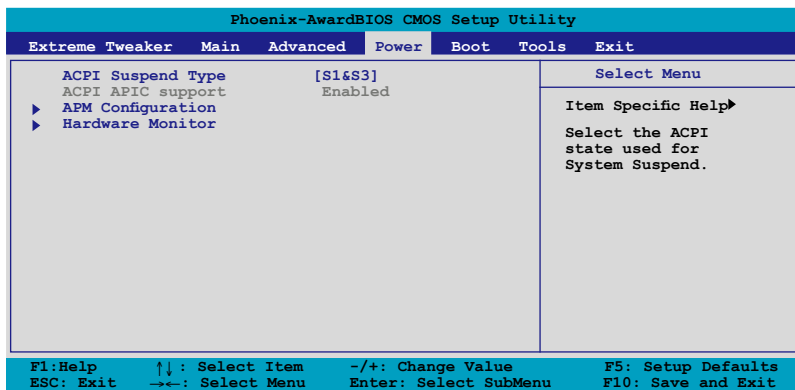 Phoenix-AwardBIOS CMOS Setup Utility
Extreme Tweaker Main Advanced Power Boot Tools Exit
ACPI Suspend Type [S1&S3]
ACPI APIC support Enabled
APM Configuration
Hardware Monitor
Select Menu
Item Specific Help
Select the ACPI
state used for
System Suspend.
F1:Help ↑↓: Select Item -/+: Change Value F5: Setup Defaults
ESC: Exit →←: Select Menu Enter: Select SubMenu F10: Save and Exit